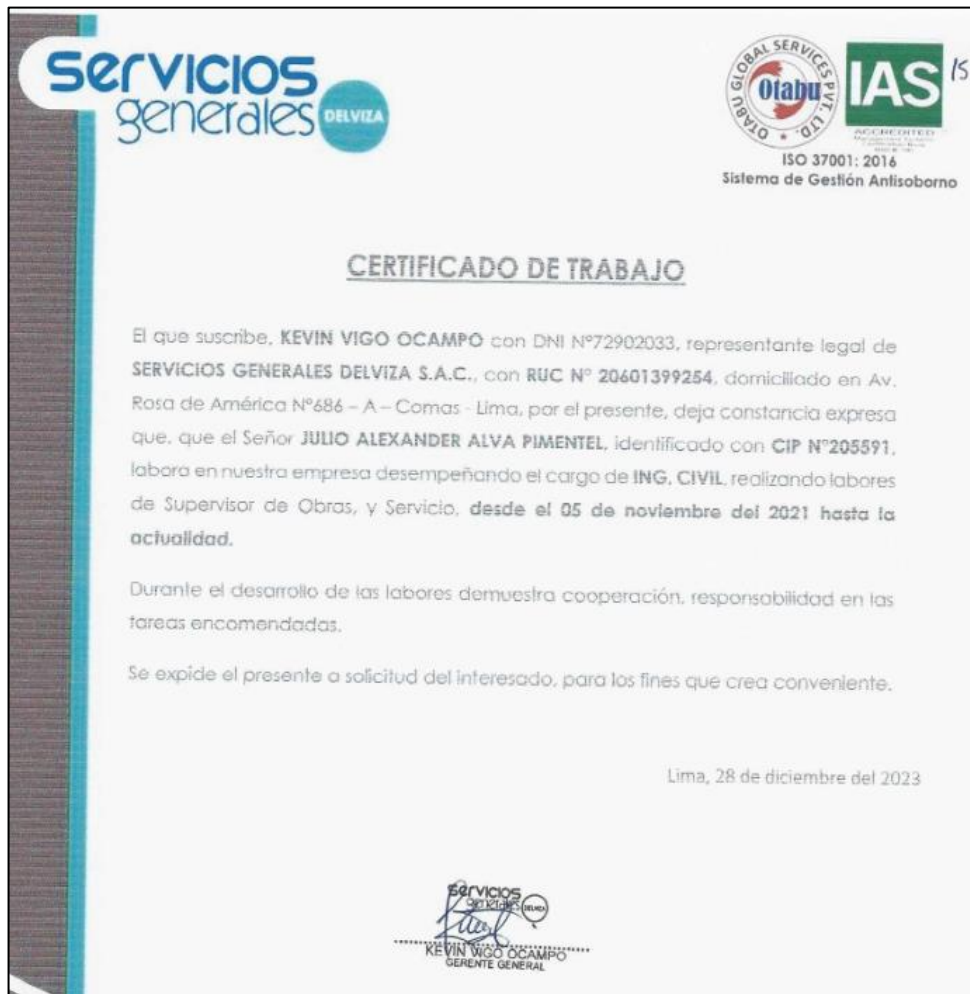 servicios
generales DELVIZA
OTABU GLOBAL SERVICES PVT. LTD.
Otabu
IAS
15
ACCREDITED
ISO 37001: 2016
Sistema de Gestión Antisoborno
CERTIFICADO DE TRABAJO
El que suscribe, KEVIN VIGO OCAMPO con DNI N°72902033, representante legal de
SERVICIOS GENERALES DELVIZA S.A.C., con RUC N° 20601399254, domiciliado en Av.
Rosa de América N°686 – A – Comas - Lima, por el presente, deja constancia expresa
que, que el Señor JULIO ALEXANDER ALVA PIMENTEL, identificado con CIP N°205591,
labora en nuestra empresa desempeñando el cargo de ING. CIVIL, realizando labores
de Supervisor de Obras, y Servicio, desde el 05 de noviembre del 2021 hasta la
actualidad.
Durante el desarrollo de las labores demuestra cooperación, responsabilidad en las
tareas encomendadas.
Se expide el presente a solicitud del interesado, para los fines que crea conveniente.
Lima, 28 de diciembre del 2023
servicios
generales DELVIZA
KEVIN VIGO OCAMPO
GERENTE GENERAL